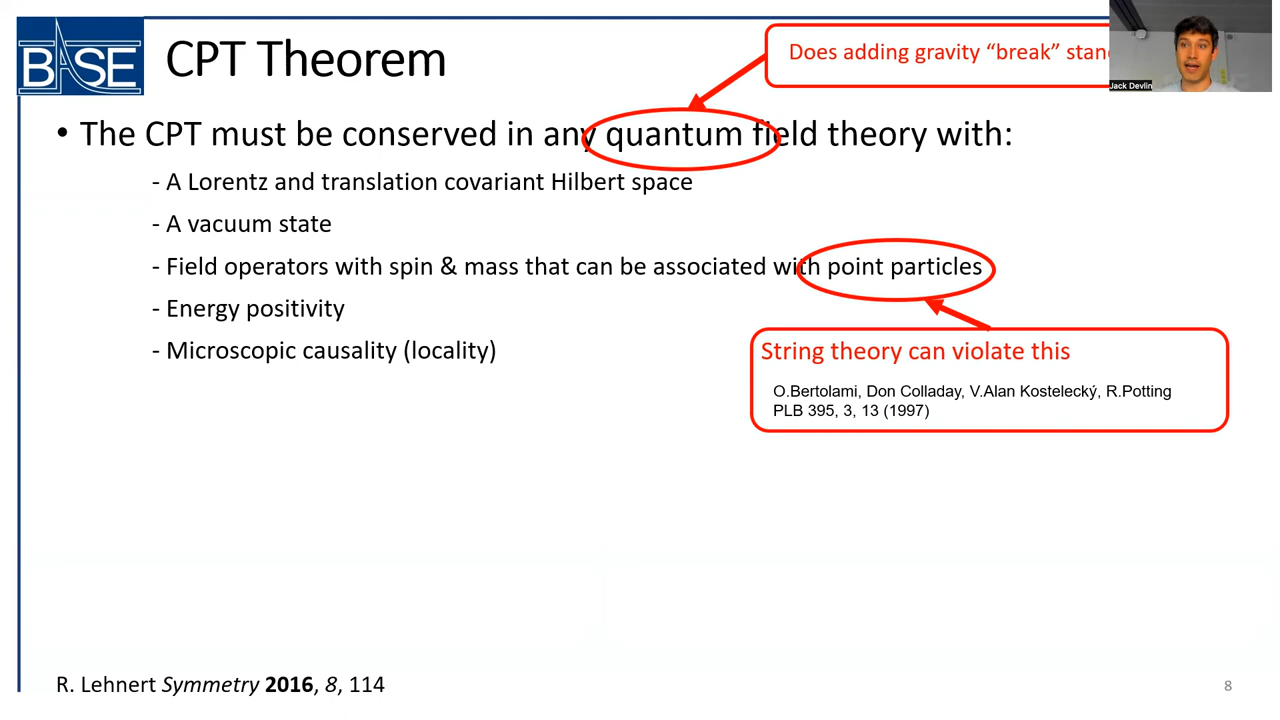 BASE
CPT Theorem
Does adding gravity “break”
Jack Devlin
• The CPT must be conserved in any quantum field theory with:
- A Lorentz and translation covariant Hilbert space
- A vacuum state
- Field operators with spin & mass that can be associated with point particles
- Energy positivity
- Microscopic causality (locality)
String theory can violate this
O.Bertolami, Don Colladay, V.Alan Kostelecký, R.Potting
PLB 395, 3, 13 (1997)
R. Lehnert Symmetry 2016, 8, 114
8